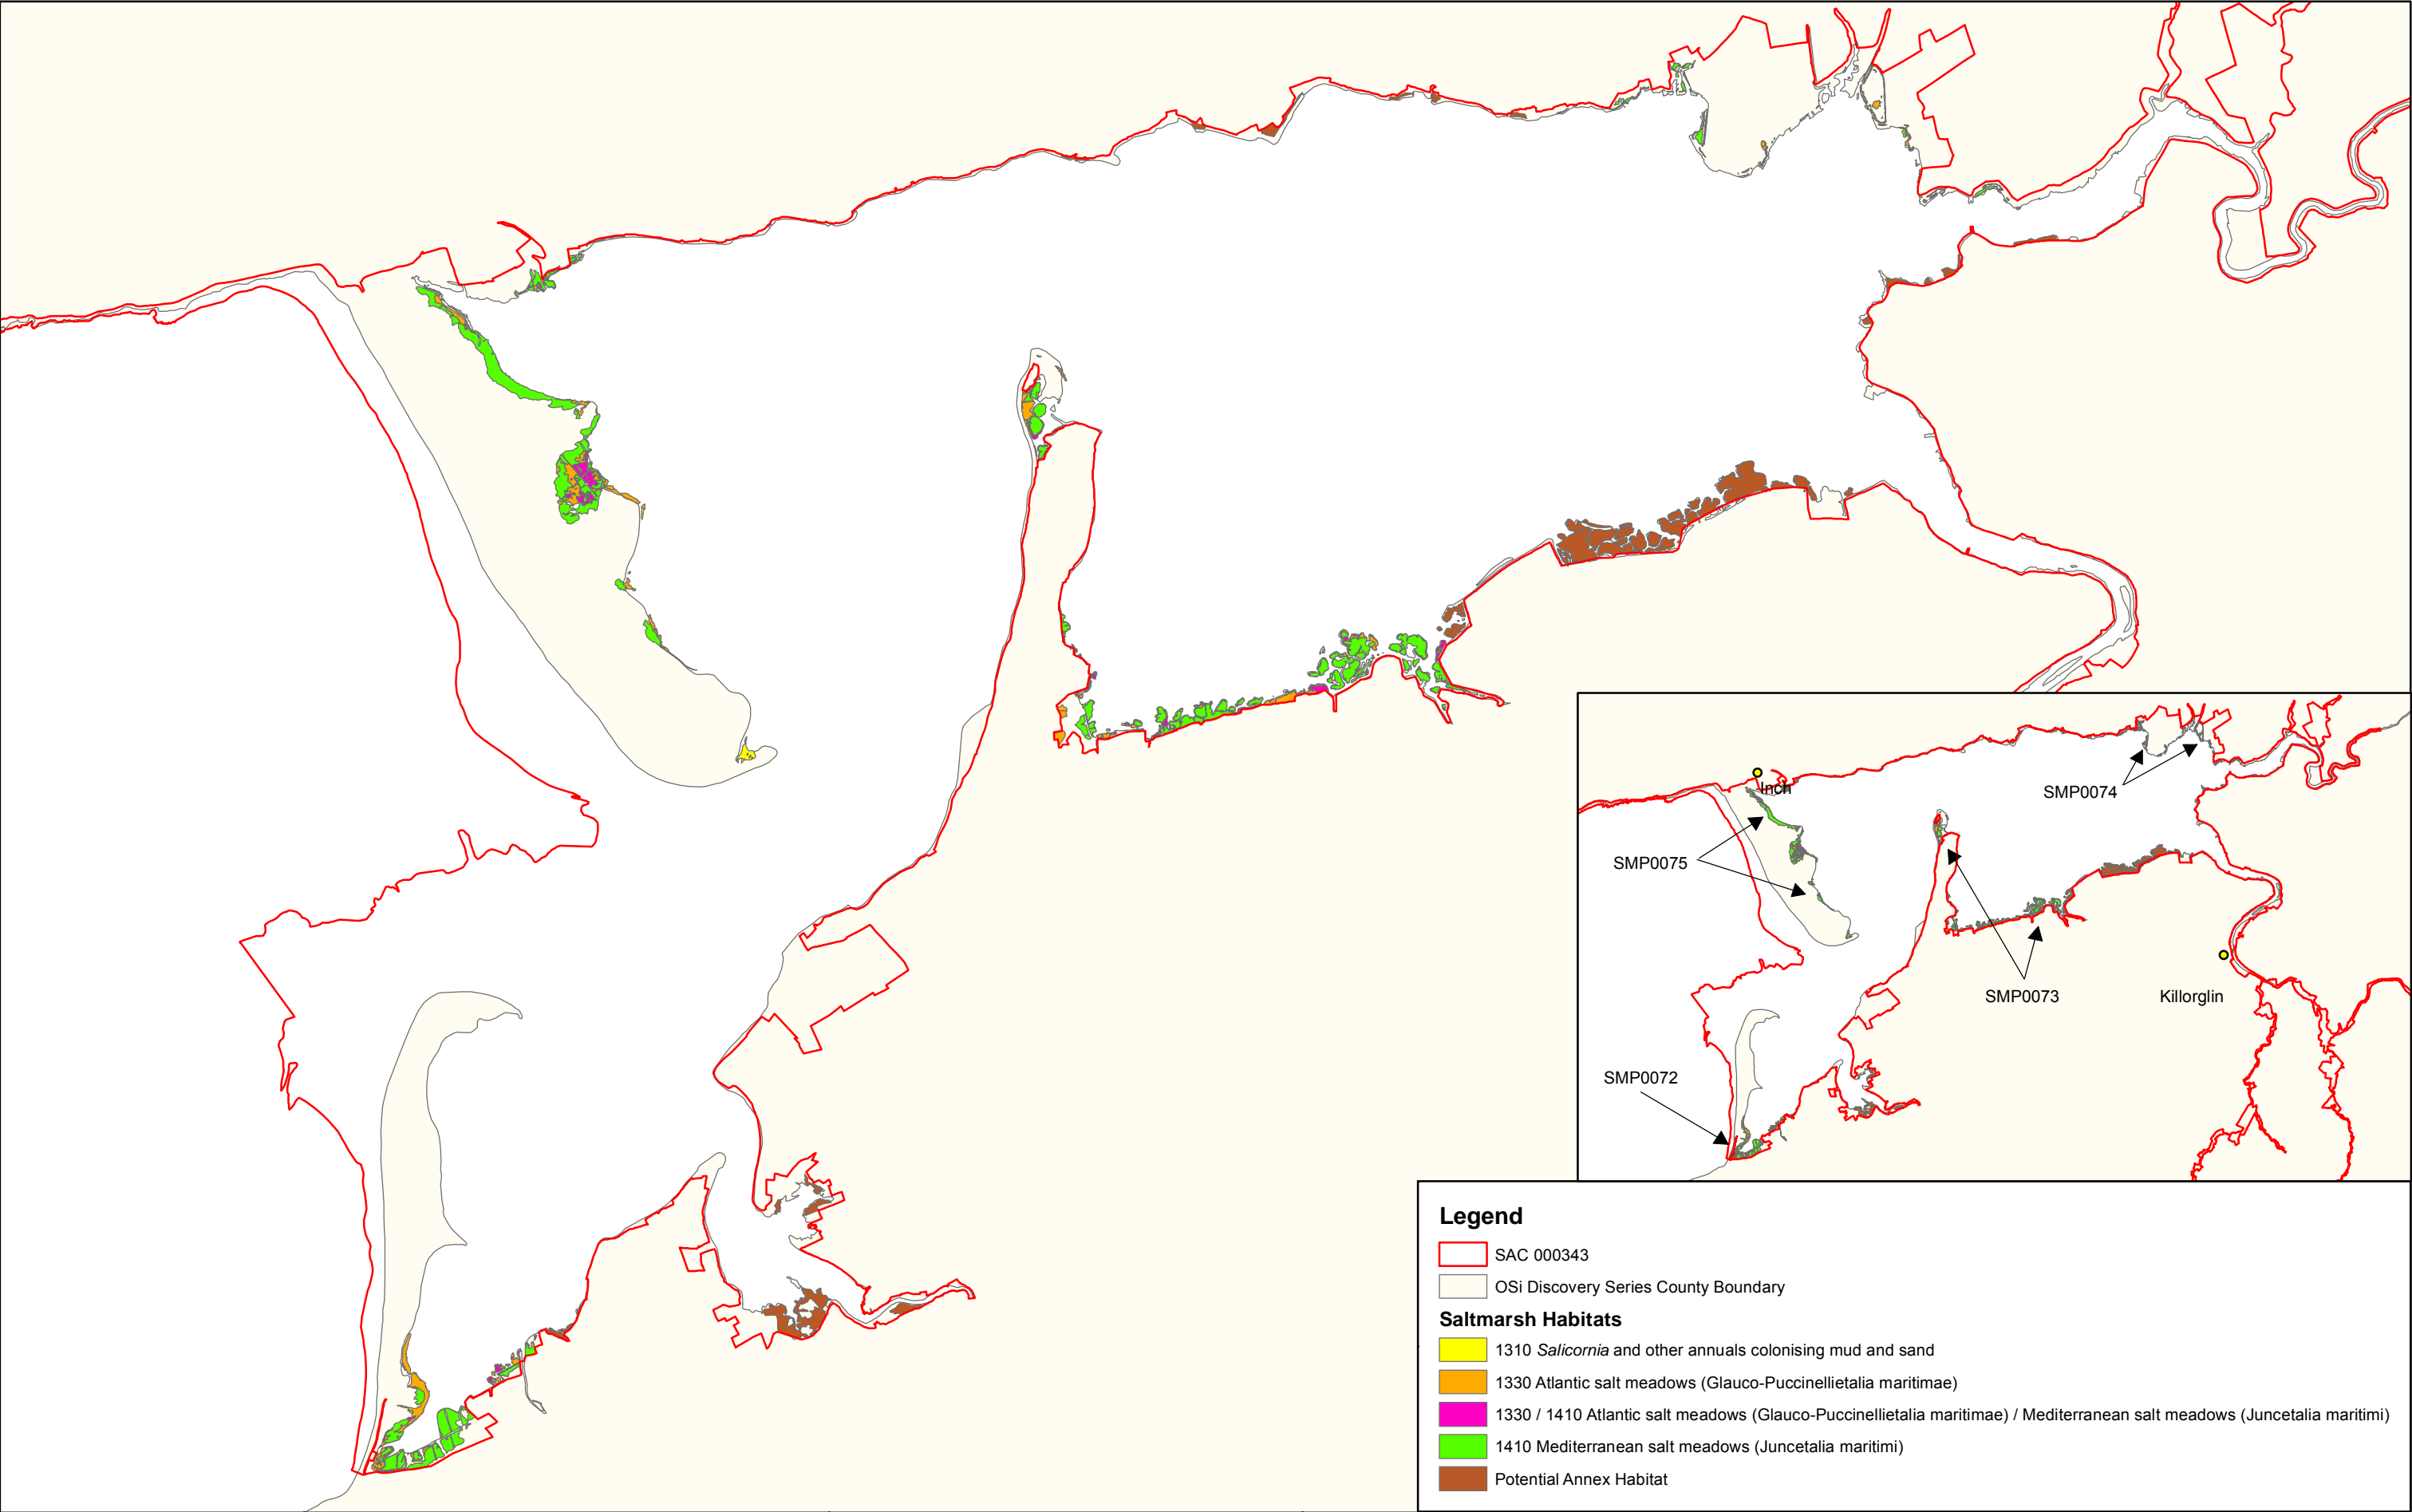 Inch
SMP0074
SMP0075
SMP0073
Killorglin
SMP0072
Legend
SAC 000343
OSi Discovery Series County Boundary
Saltmarsh Habitats
1310 Salicornia and other annuals colonising mud and sand
1330 Atlantic salt meadows (Glauco-Puccinellietalia maritimae)
1330 / 1410 Atlantic salt meadows (Glauco-Puccinellietalia maritimae) / Mediterranean salt meadows (Juncetalia maritimi)
1410 Mediterranean salt meadows (Juncetalia maritimi)
Potential Annex Habitat